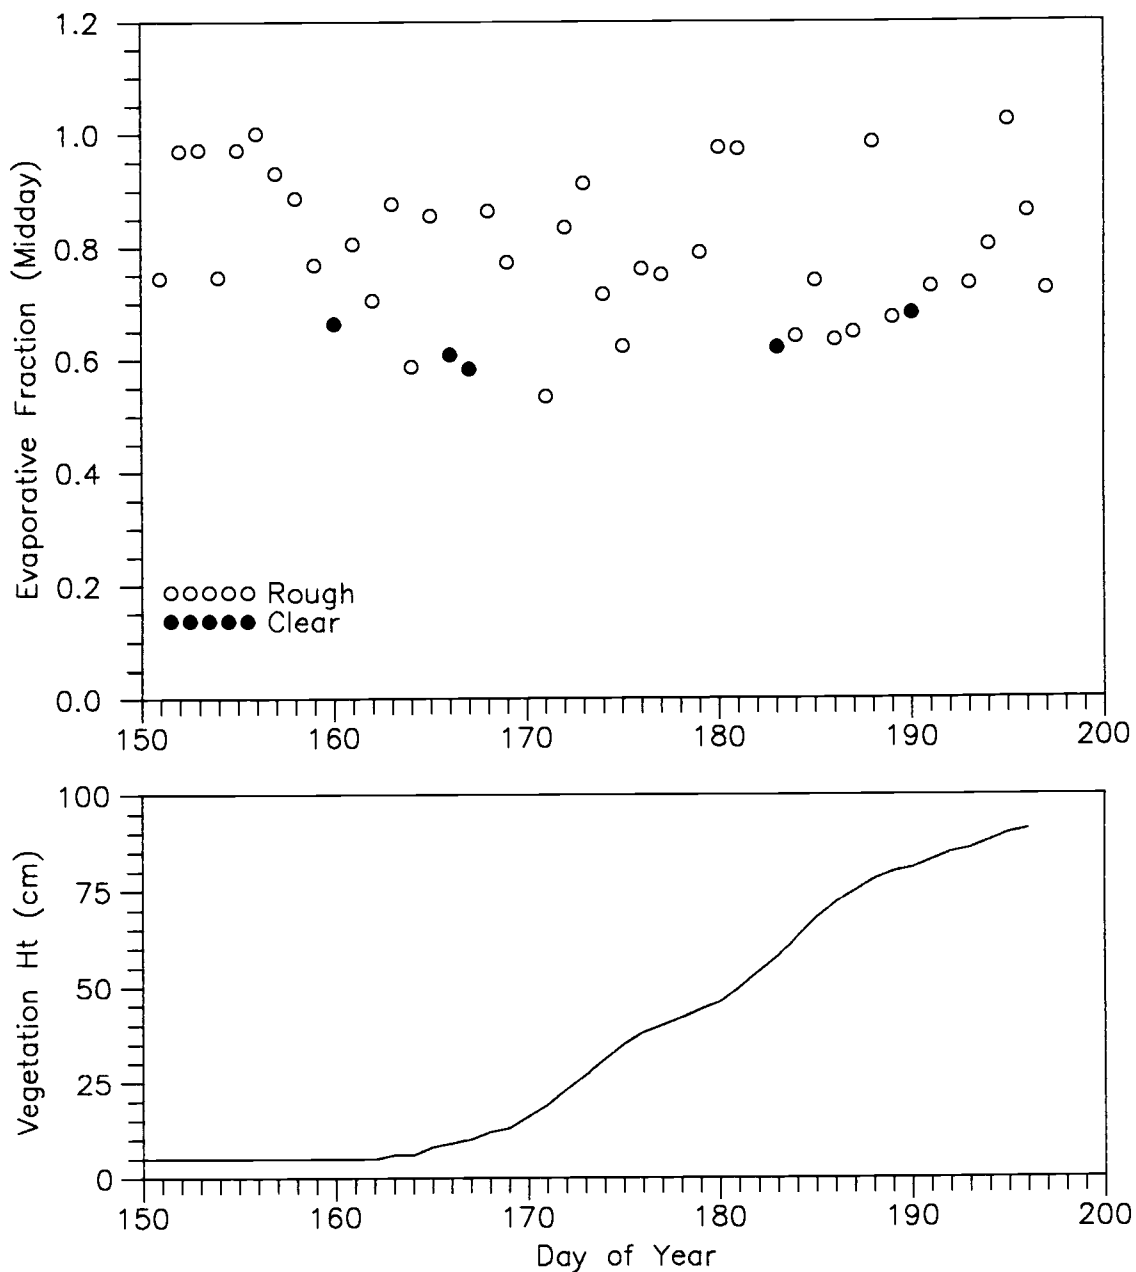 Evaporative Fraction (Midday)
1.2
1.0
0.8
0.6
0.4
0.2
0.0
Rough
Clear
150 160 170 180 190 200
Vegetation Ht (cm)
100
75
50
25
0
150 160 170 180 190 200
Day of Year